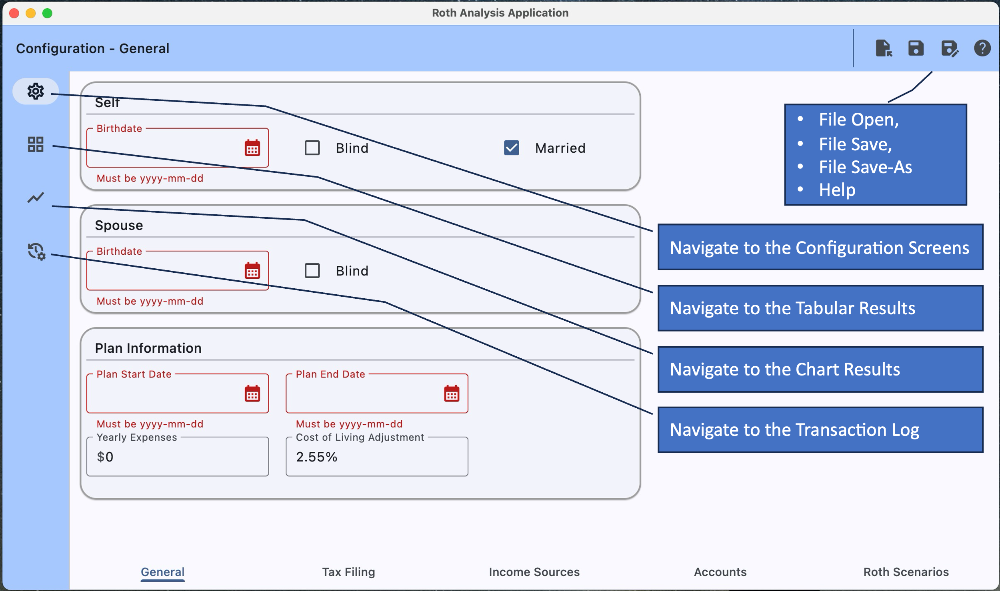 Roth Analysis Application
Configuration - General
Self
Birthdate
Blind
Married
Must be yyyy-mm-dd
Spouse
Birthdate
Blind
Must be yyyy-mm-dd
Plan Information
Plan Start Date
Plan End Date
Must be yyyy-mm-dd
Must be yyyy-mm-dd
Yearly Expenses
Cost of Living Adjustment
$0
2.55%
• File Open,
• File Save,
• File Save-As
• Help
Navigate to the Configuration Screens
Navigate to the Tabular Results
Navigate to the Chart Results
Navigate to the Transaction Log
General
Tax Filing
Income Sources
Accounts
Roth Scenarios